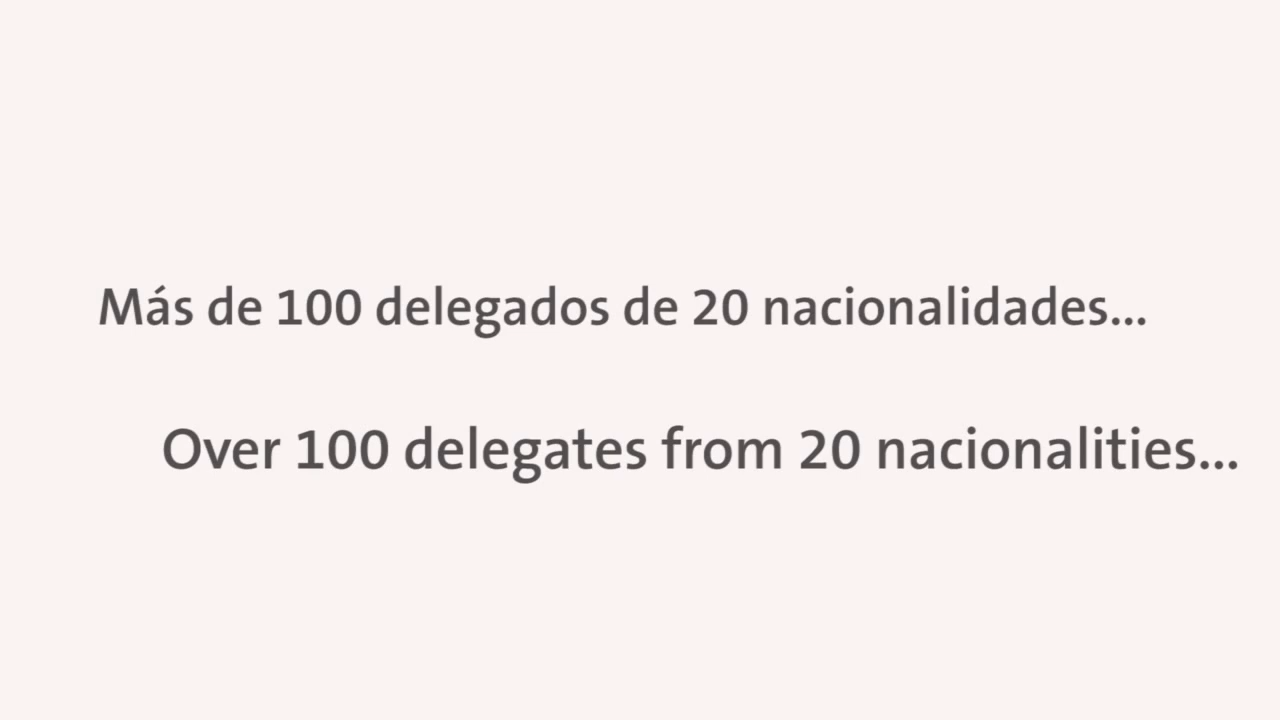 Más de 100 delegados de 20 nacionalidades...
Over 100 delegates from 20 nacionalities...